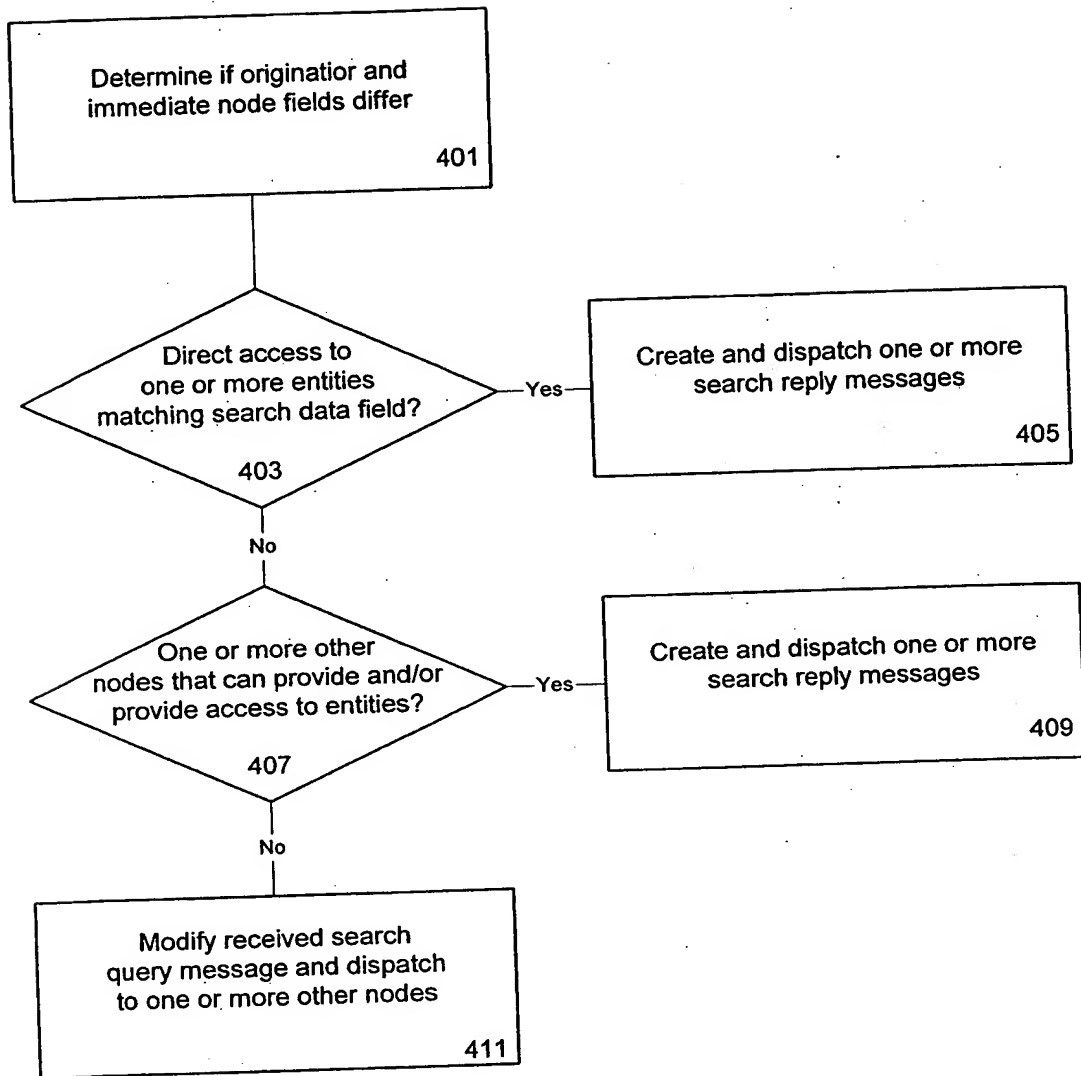 Determine if originatior and
immediate node fields differ
401
Direct access to
one or more entities
matching search data field?
403
Yes
Create and dispatch one or more
search reply messages
405
No
One or more other
nodes that can provide and/or
provide access to entities?
407
Yes
Create and dispatch one or more
search reply messages
409
No
Modify received search
query message and dispatch
to one or more other nodes
411